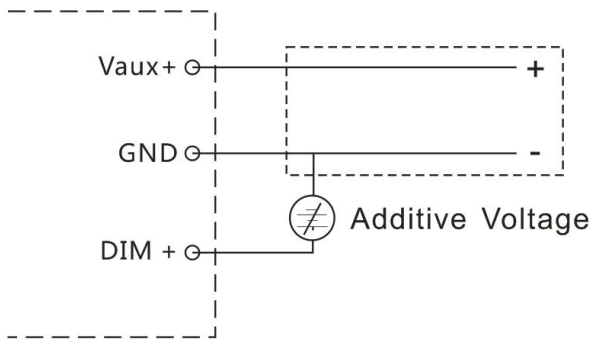 Vaux+ +
GND -
Additive Voltage
DIM +